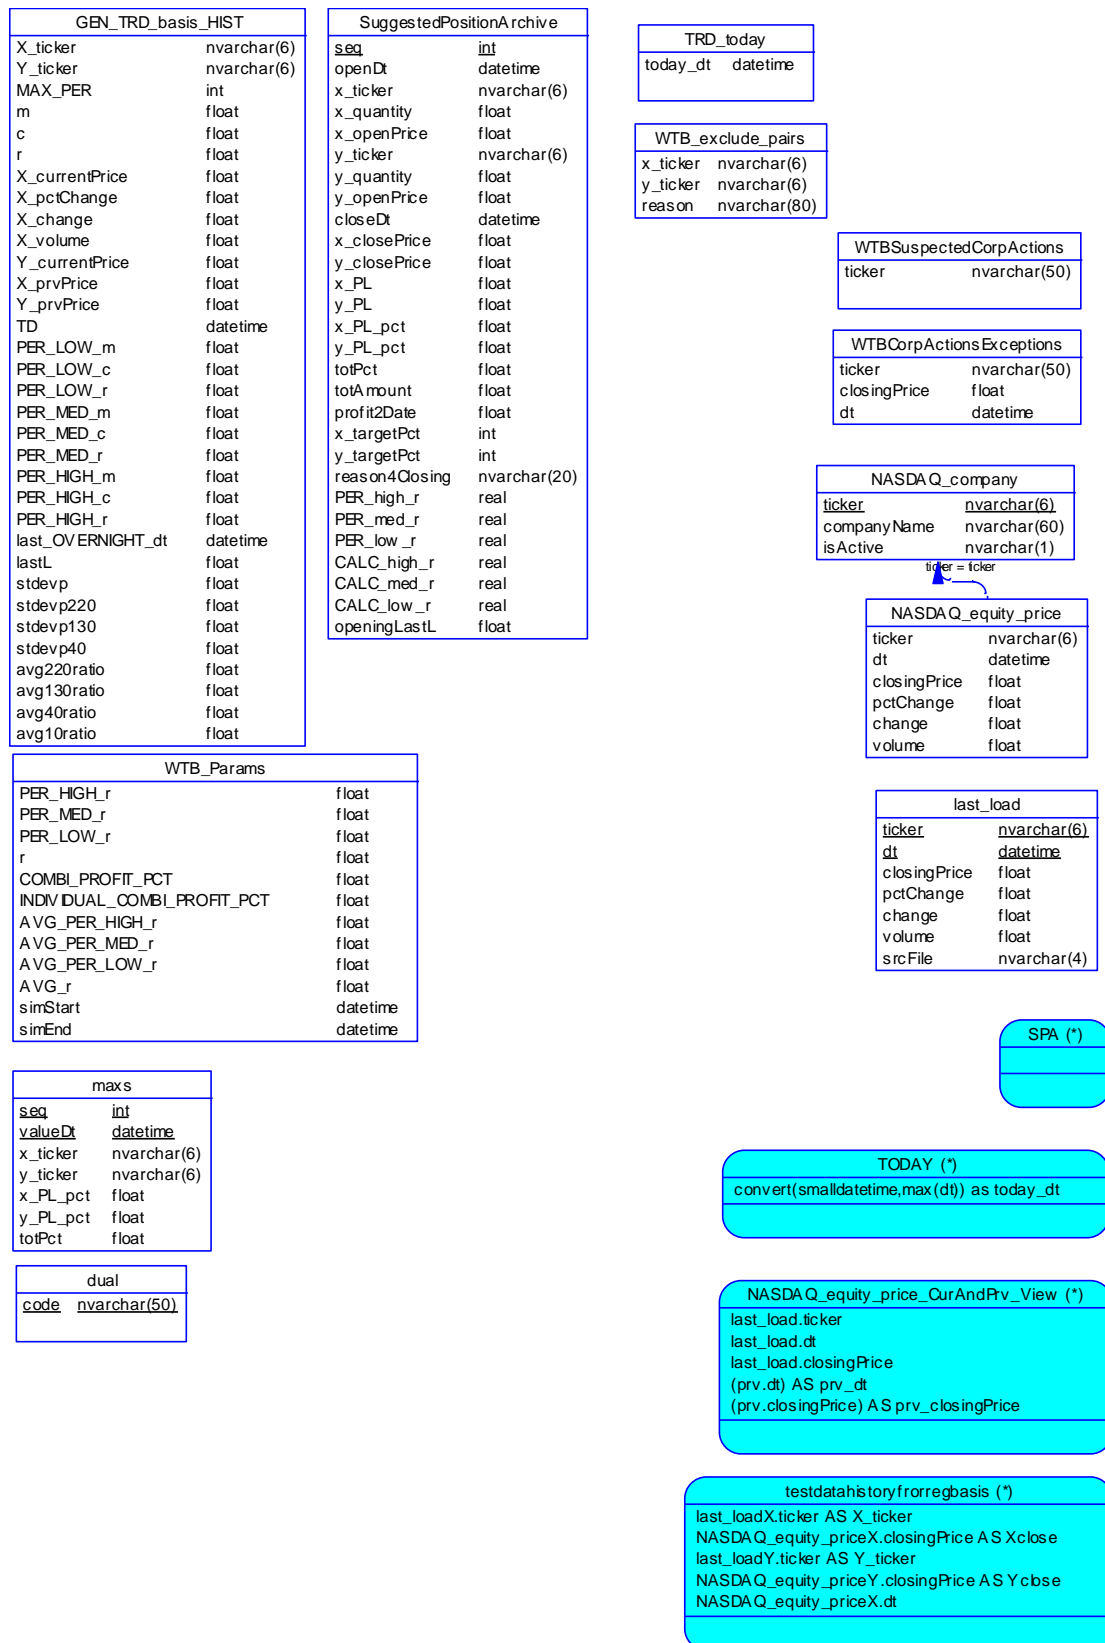 GEN_TRD_basis_HIST
X_ticker nvarchar(6)
Y_ticker nvarchar(6)
MAX_PER int
m float
c float
r float
X_currentPrice float
X_pctChange float
X_change float
X_volume float
Y_currentPrice float
X_prvPrice float
Y_prvPrice float
TD datetime
PER_LOW_m float
PER_LOW_c float
PER_LOW_r float
PER_MED_m float
PER_MED_c float
PER_MED_r float
PER_HIGH_m float
PER_HIGH_c float
PER_HIGH_r float
last_OVERNIGHT_dt datetime
lastL float
stdevp float
stdevp220 float
stdevp130 float
stdevp40 float
avg220ratio float
avg130ratio float
avg40ratio float
avg10ratio float
SuggestedPositionArchive
seq int
openDt datetime
x_ticker nvarchar(6)
x_quantity float
x_openPrice float
y_ticker nvarchar(6)
y_quantity float
y_openPrice float
closeDt datetime
x_closePrice float
y_closePrice float
x_PL float
y_PL float
x_PL_pct float
y_PL_pct float
totPct float
totAmount float
profit2Date float
x_targetPct int
y_targetPct int
reason4Closing nvarchar(20)
PER_high_r real
PER_med_r real
PER_low_r real
CALC_high_r real
CALC_med_r real
CALC_low_r real
openingLastL float
TRD_today
today_dt datetime
WTB_exclude_pairs
x_ticker nvarchar(6)
y_ticker nvarchar(6)
reason nvarchar(80)
WTBSuspectedCorpActions
ticker nvarchar(50)
WTBCorpActionsExceptions
ticker nvarchar(50)
closingPrice float
dt datetime
NASDAQ_company
ticker nvarchar(6)
companyName nvarchar(60)
isActive nvarchar(1)
ticker = ticker
NASDAQ_equity_price
ticker nvarchar(6)
dt datetime
closingPrice float
pctChange float
change float
volume float
WTB_Params
PER_HIGH_r float
PER_MED_r float
PER_LOW_r float
r float
COMBI_PROFIT_PCT float
INDIVIDUAL_COMBI_PROFIT_PCT float
AVG_PER_HIGH_r float
AVG_PER_MED_r float
AVG_PER_LOW_r float
AVG_r float
simStart datetime
simEnd datetime
last_load
ticker nvarchar(6)
dt datetime
closingPrice float
pctChange float
change float
volume float
srcFile nvarchar(4)
maxs
seq int
valueDt datetime
x_ticker nvarchar(6)
y_ticker nvarchar(6)
x_PL_pct float
y_PL_pct float
totPct float
dual
code nvarchar(50)
SPA (*)
TODAY (*)
convert(smalldatetime,max(dt)) as today_dt
NASDAQ_equity_price_CurAndPrv_View (*)
last_load.ticker
last_load.dt
last_load.closingPrice
(prv.dt) AS prv_dt
(prv.closingPrice) AS prv_closingPrice
testdatahistoryfrorregbasis (*)
last_loadX.ticker AS X_ticker
NASDAQ_equity_priceX.closingPrice AS Xclose
last_loadY.ticker AS Y_ticker
NASDAQ_equity_priceY.closingPrice AS Yclose
NASDAQ_equity_priceX.dt